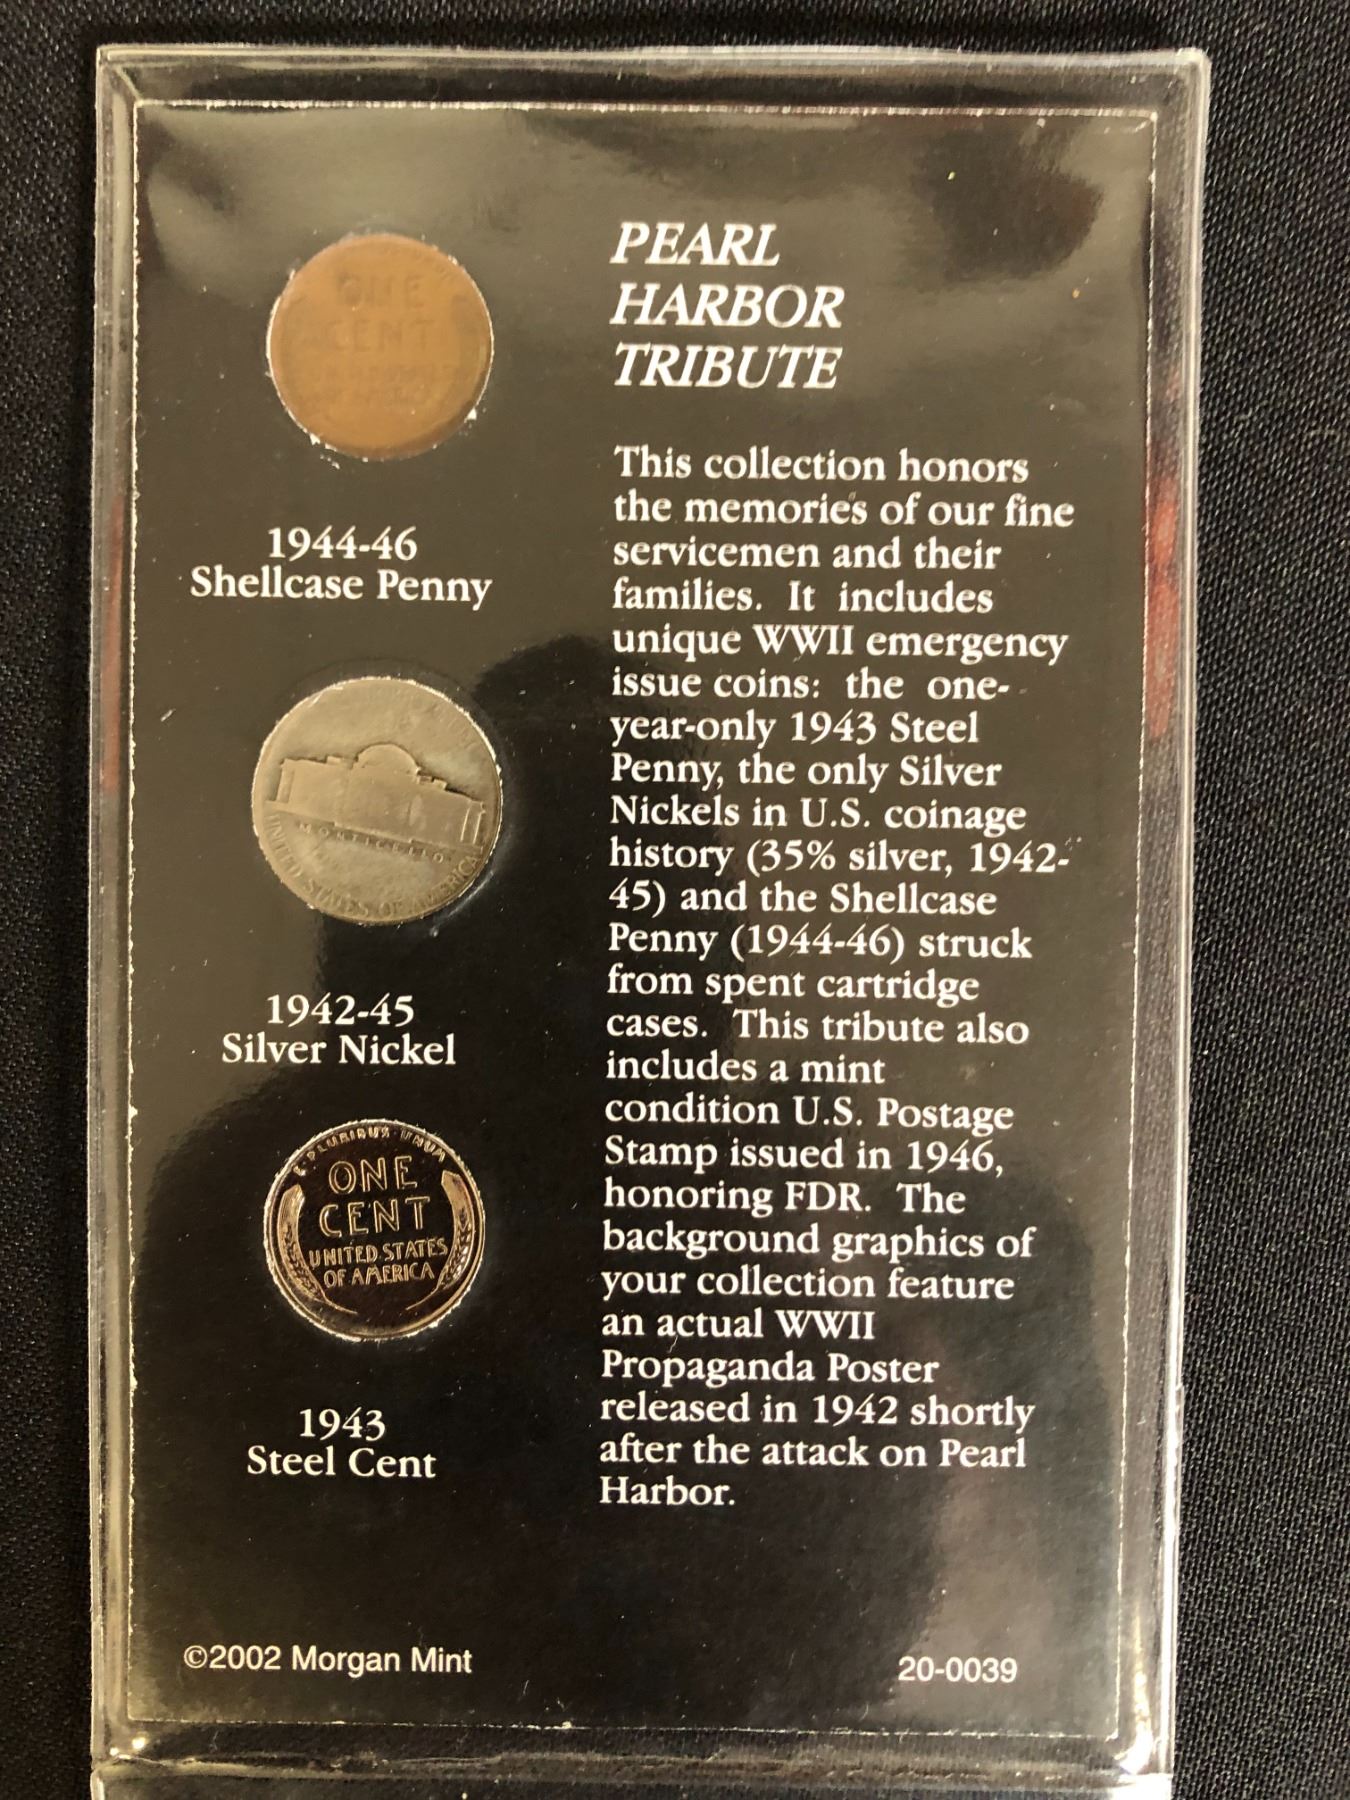 ONE
CENT
1944-46
Shellcase Penny
MONTICELLO
UNITED STATES OF AMERICA
1942-45
Silver Nickel
E·PLURIBUS·UNUM
ONE
CENT
UNITED STATES
OF AMERICA
1943
Steel Cent
PEARL
HARBOR
TRIBUTE
This collection honors
the memories of our fine
servicemen and their
families. It includes
unique WWII emergency
issue coins: the one-
year-only 1943 Steel
Penny, the only Silver
Nickels in U.S. coinage
history (35% silver, 1942-
45) and the Shellcase
Penny (1944-46) struck
from spent cartridge
cases. This tribute also
includes a mint
condition U.S. Postage
Stamp issued in 1946,
honoring FDR. The
background graphics of
your collection feature
an actual WWII
Propaganda Poster
released in 1942 shortly
after the attack on Pearl
Harbor.
©2002 Morgan Mint
20-0039